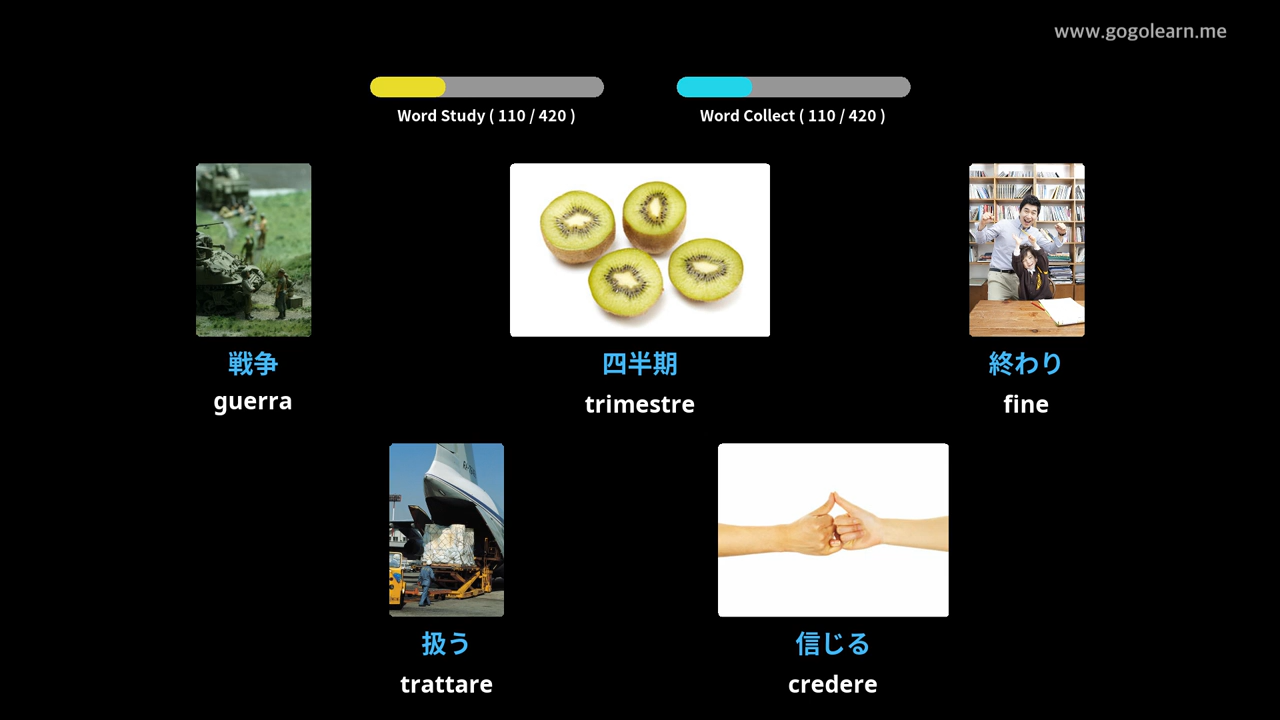 www.gogolearn.me
Word Study ( 110 / 420 )
Word Collect ( 110 / 420 )
戦争
guerra
四半期
trimestre
終わり
fine
扱う
trattare
信じる
credere